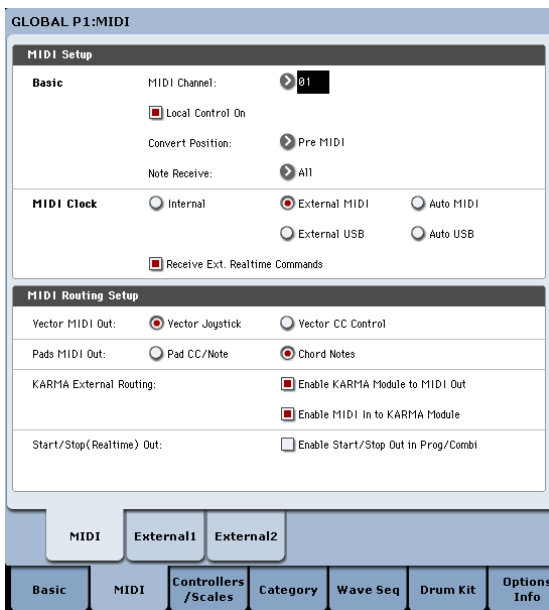 GLOBAL P1:MIDI
MIDI Setup
Basic MIDI Channel: 01
Local Control On
Convert Position: Pre MIDI
Note Receive: All
MIDI Clock Internal External MIDI Auto MIDI
External USB Auto USB
Receive Ext. Realtime Commands
MIDI Routing Setup
Vector MIDI Out: Vector Joystick Vector CC Control
Pads MIDI Out: Pad CC/Note Chord Notes
KARMA External Routing: Enable KARMA Module to MIDI Out
Enable MIDI In to KARMA Module
Start/Stop(Realtime) Out: Enable Start/Stop Out in Prog/Combi
MIDI External1 External2
Basic MIDI Controllers /Scales Category Wave Seq Drum Kit Options Info